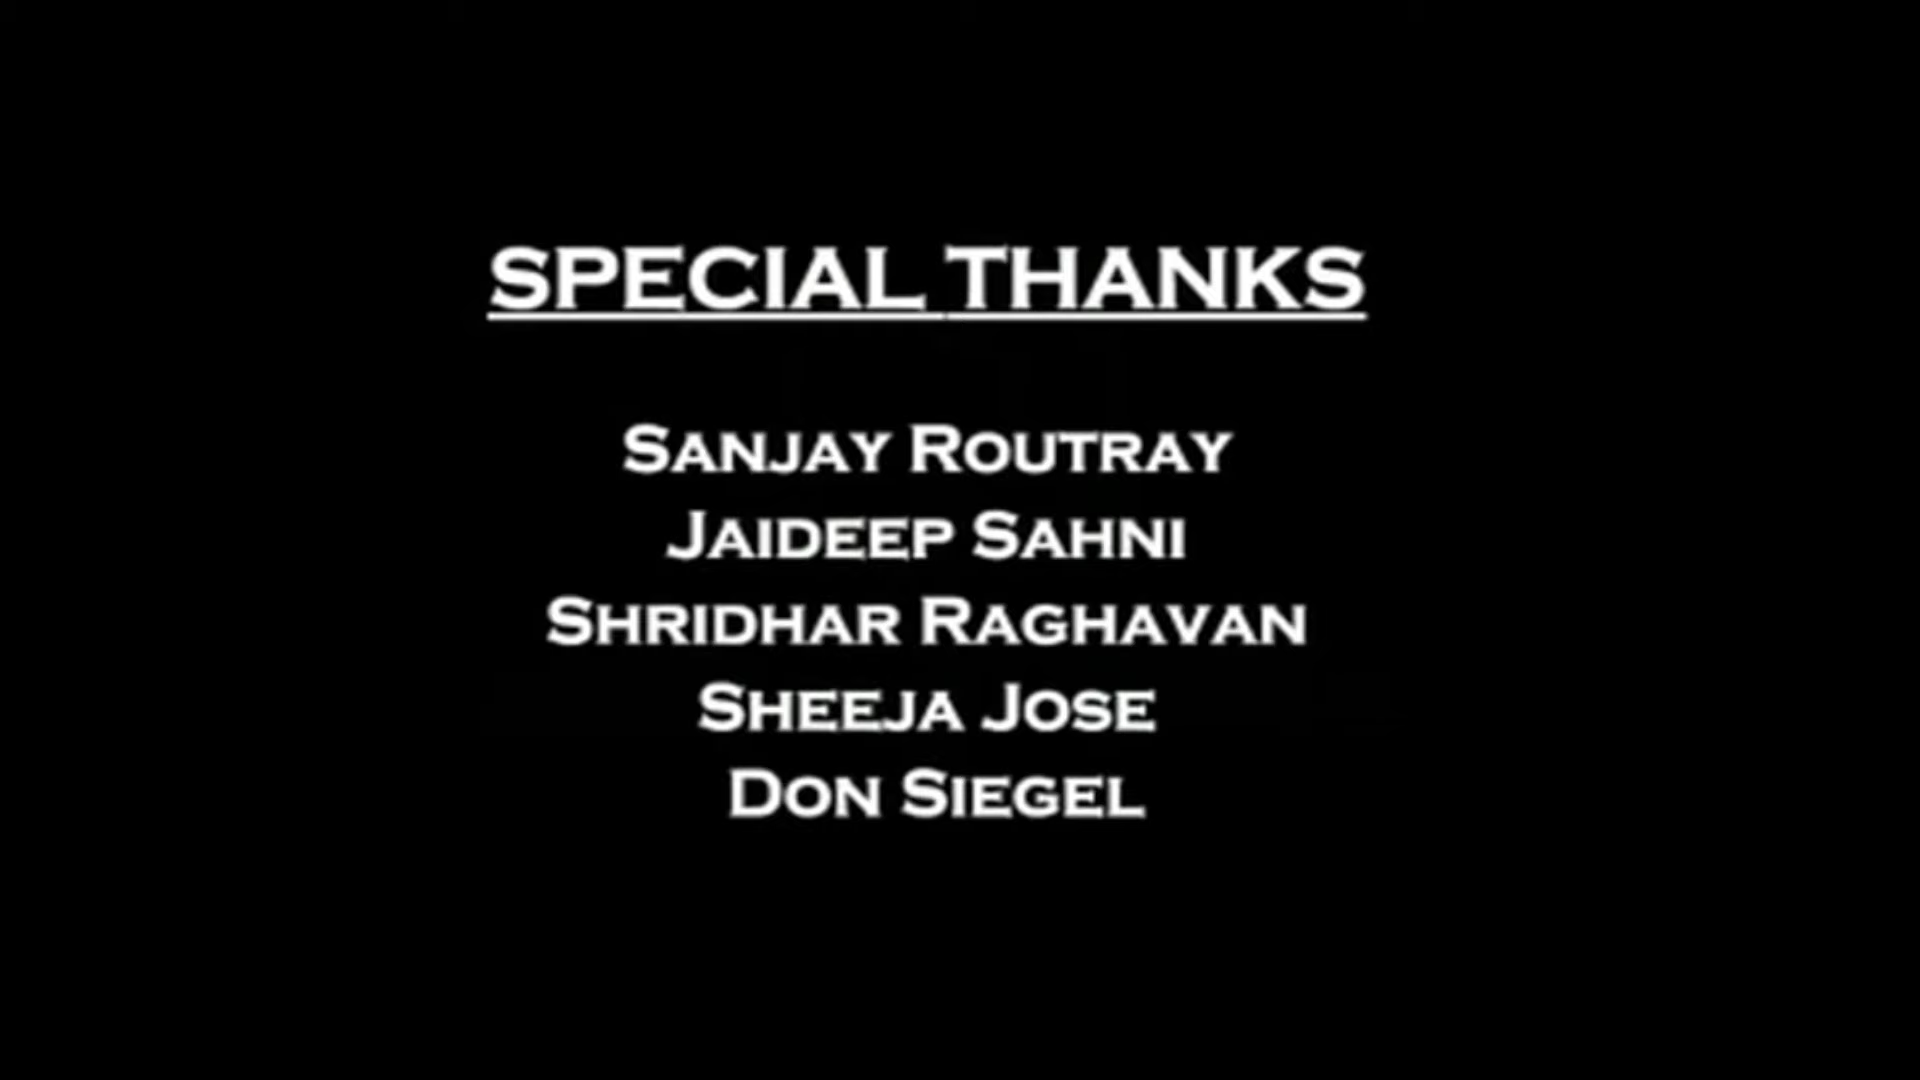 SPECIAL THANKS
SANJAY ROUTRAY
JAIDEEP SAHNI
SHRIDHAR RAGHAVAN
SHEEJA JOSE
DON SIEGEL